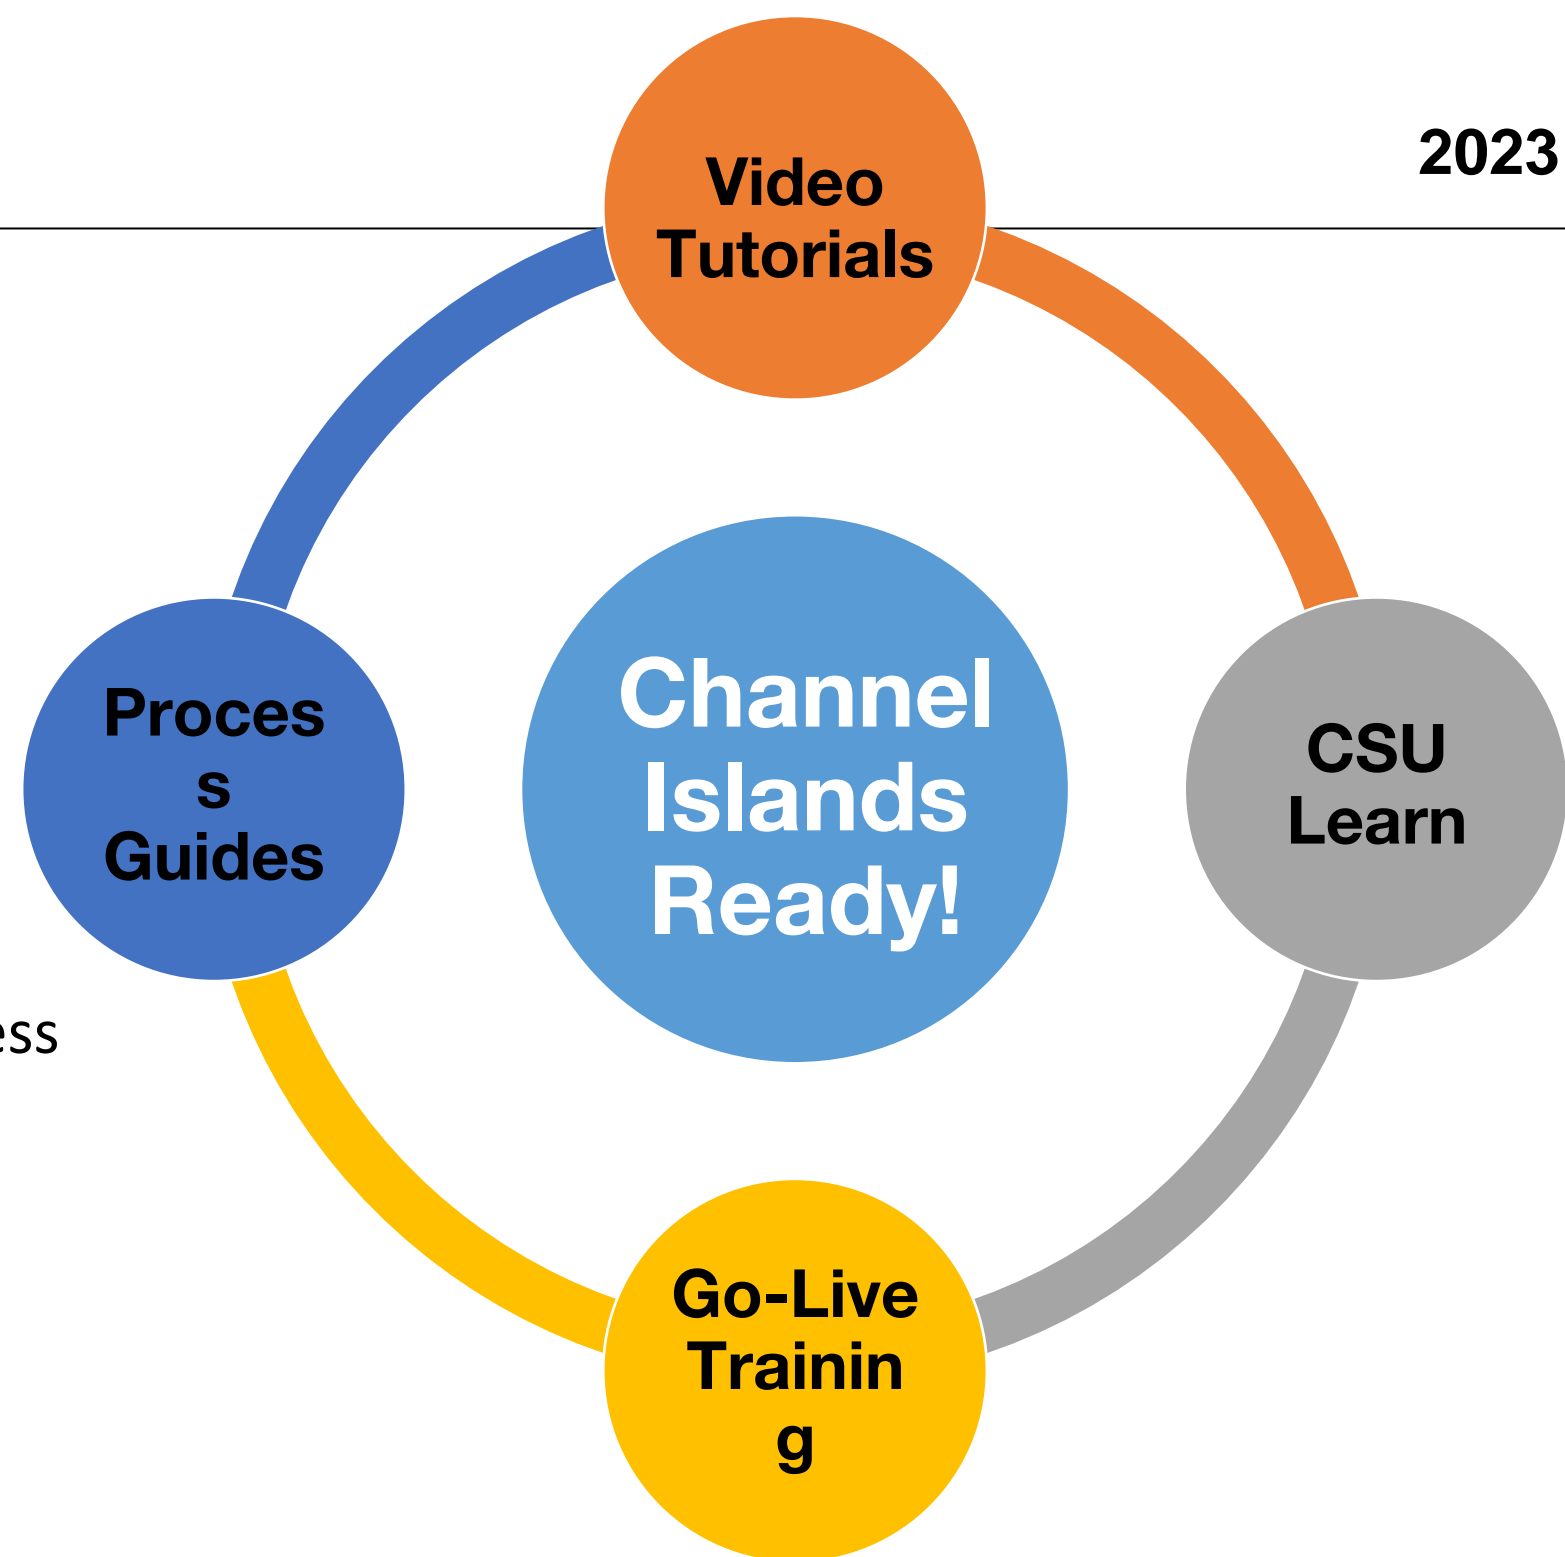 2023
Video
Tutorials
Proces
s
Guides
Channel
Islands
Ready!
CSU
Learn
ess
Go-Live
Trainin
g